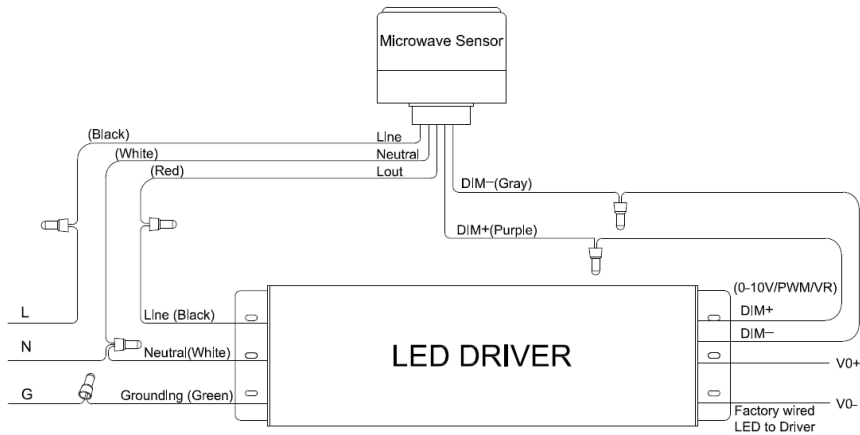 Microwave Sensor
(Black)
Line
(White)
Neutral
(Red)
Lout
DIM-(Gray)
DIM+(Purple)
(0-10V/PWM/VR)
L
Line (Black)
DIM+
N
Neutral(White)
LED DRIVER
DIM-
V0+
G
Grounding (Green)
V0-
Factory wired
LED to Driver